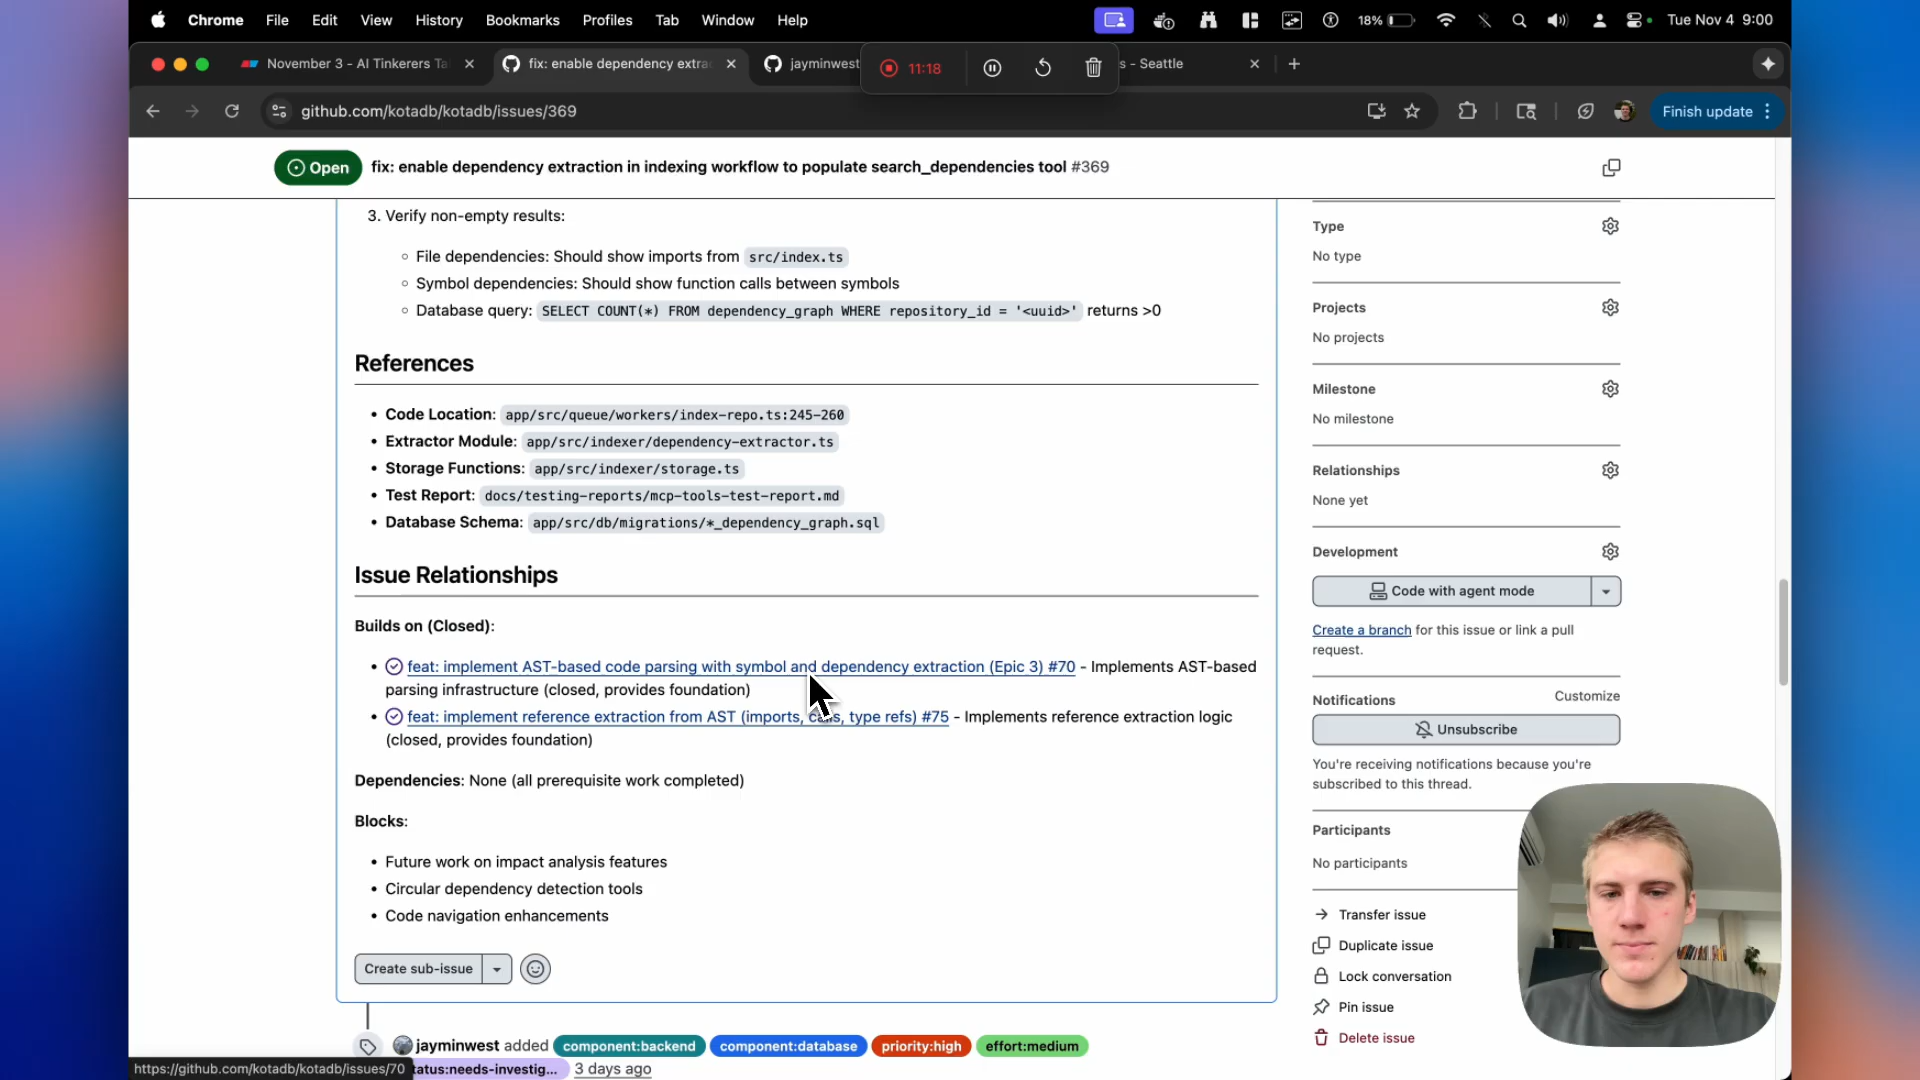 Chrome File Edit View History Bookmarks Profiles Tab Window Help 18% Tue Nov 4 9:00
November 3 - AI Tinkerers Ta fix: enable dependency extra jayminwest 11:18 s - Seattle
github.com/kotadb/kotadb/issues/369 Finish update
Open fix: enable dependency extraction in indexing workflow to populate search_dependencies tool #369
3. Verify non-empty results:
File dependencies: Should show imports from src/index.ts
Symbol dependencies: Should show function calls between symbols
Database query: SELECT COUNT(*) FROM dependency_graph WHERE repository_id = '<uuid>' returns >0
References
Code Location: app/src/queue/workers/index-repo.ts:245-260
Extractor Module: app/src/indexer/dependency-extractor.ts
Storage Functions: app/src/indexer/storage.ts
Test Report: docs/testing-reports/mcp-tools-test-report.md
Database Schema: app/src/db/migrations/*_dependency_graph.sql
Issue Relationships
Builds on (Closed):
feat: implement AST-based code parsing with symbol and dependency extraction (Epic 3) #70 - Implements AST-based
parsing infrastructure (closed, provides foundation)
feat: implement reference extraction from AST (imports, calls, type refs) #75 - Implements reference extraction logic
(closed, provides foundation)
Dependencies: None (all prerequisite work completed)
Blocks:
Future work on impact analysis features
Circular dependency detection tools
Code navigation enhancements
Create sub-issue
jayminwest added component:backend component:database priority:high effort:medium
tatus:needs-investig... 3 days ago
https://github.com/kotadb/kotadb/issues/70
Type
No type
Projects
No projects
Milestone
No milestone
Relationships
None yet
Development
Code with agent mode
Create a branch for this issue or link a pull
request.
Notifications Customize
Unsubscribe
You're receiving notifications because you're
subscribed to this thread.
Participants
No participants
Transfer issue
Duplicate issue
Lock conversation
Pin issue
Delete issue